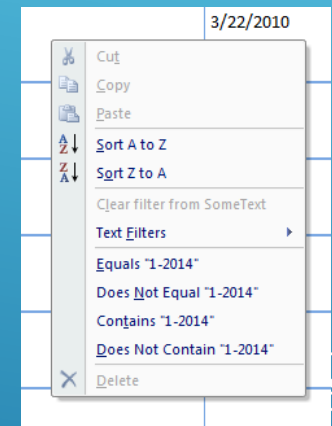 3/22/2010
Cut
Copy
Paste
Sort A to Z
Sort Z to A
Clear filter from SomeText
Text Filters
Equals "1-2014"
Does Not Equal "1-2014"
Contains "1-2014"
Does Not Contain "1-2014"
Delete